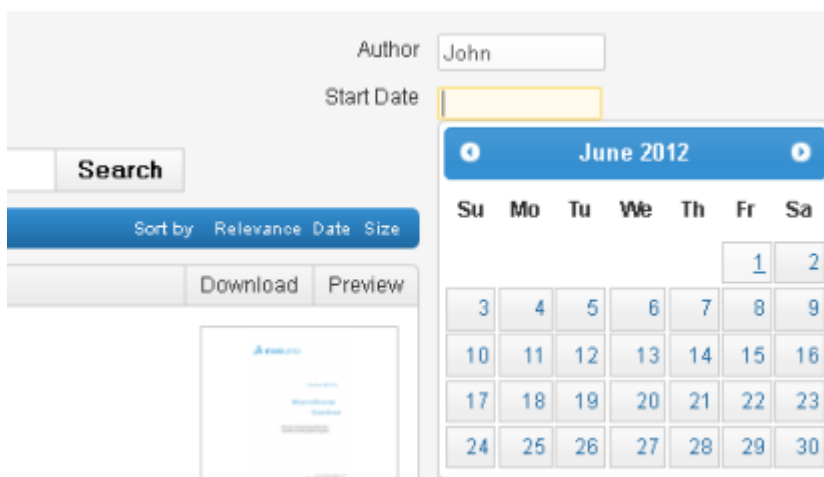 Author John
Start Date
June 2012
Search
Su Mo Tu We Th Fr Sa
Sort by Relevance Date Size
1 2
Download Preview
3 4 5 6 7 8 9
10 11 12 13 14 15 16
17 18 19 20 21 22 23
24 25 26 27 28 29 30